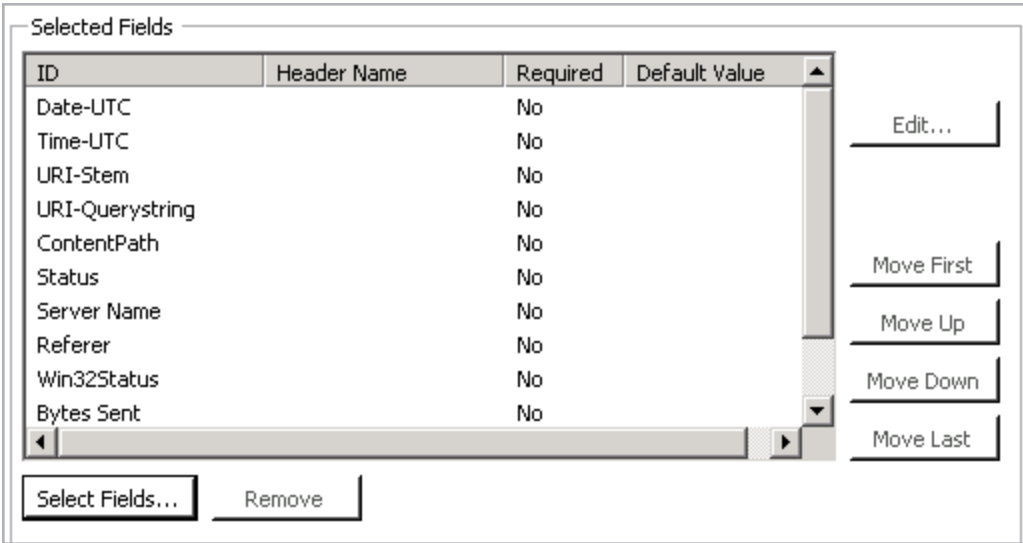 Selected Fields
ID Header Name Required Default Value
Date-UTC No
Time-UTC No
URI-Stem No
URI-Querystring No
ContentPath No
Status No
Server Name No
Referer No
Win32Status No
Bytes Sent No
Edit...
Move First
Move Up
Move Down
Move Last
Select Fields... Remove